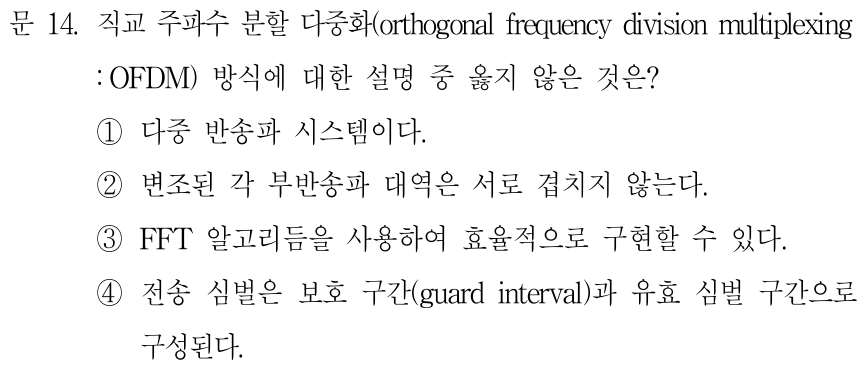 문 14. 직교 주파수 분할 다중화(orthogonal frequency division multiplexing
: OFDM) 방식에 대한 설명 중 옳지 않은 것은?
① 다중 반송파 시스템이다.
② 변조된 각 부반송파 대역은 서로 겹치지 않는다.
③ FFT 알고리듬을 사용하여 효율적으로 구현할 수 있다.
④ 전송 심벌은 보호 구간(guard interval)과 유효 심벌 구간으로
구성된다.